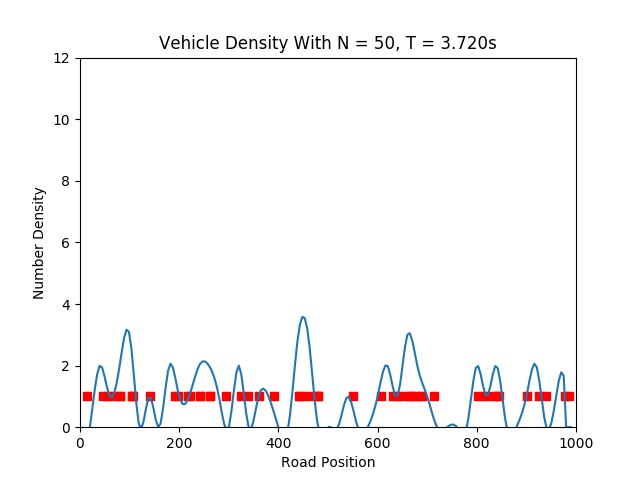 Vehicle Density With N = 50, T = 3.720s
12
10
8
6
4
2
0
Number Density
0 200 400 600 800 1000
Road Position